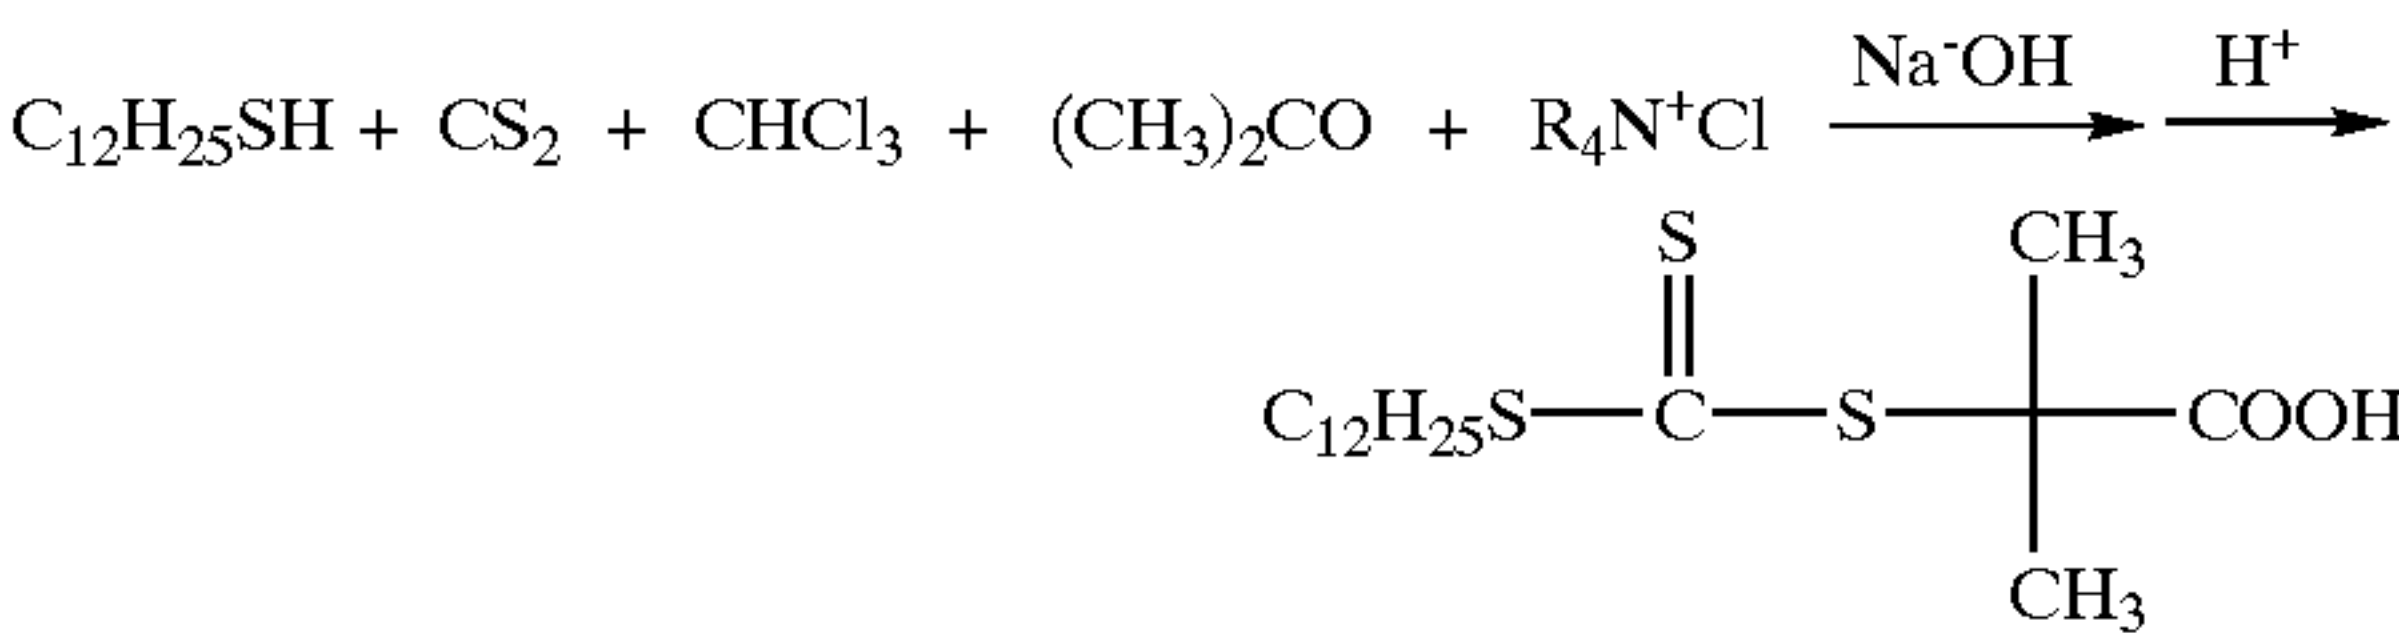 Na⁻OH H⁺
C₁₂H₂₅SH + CS₂ + CHCl₃ + (CH₃)₂CO + R₄N⁺Cl
S CH₃
C₁₂H₂₅S C S COOH
CH₃